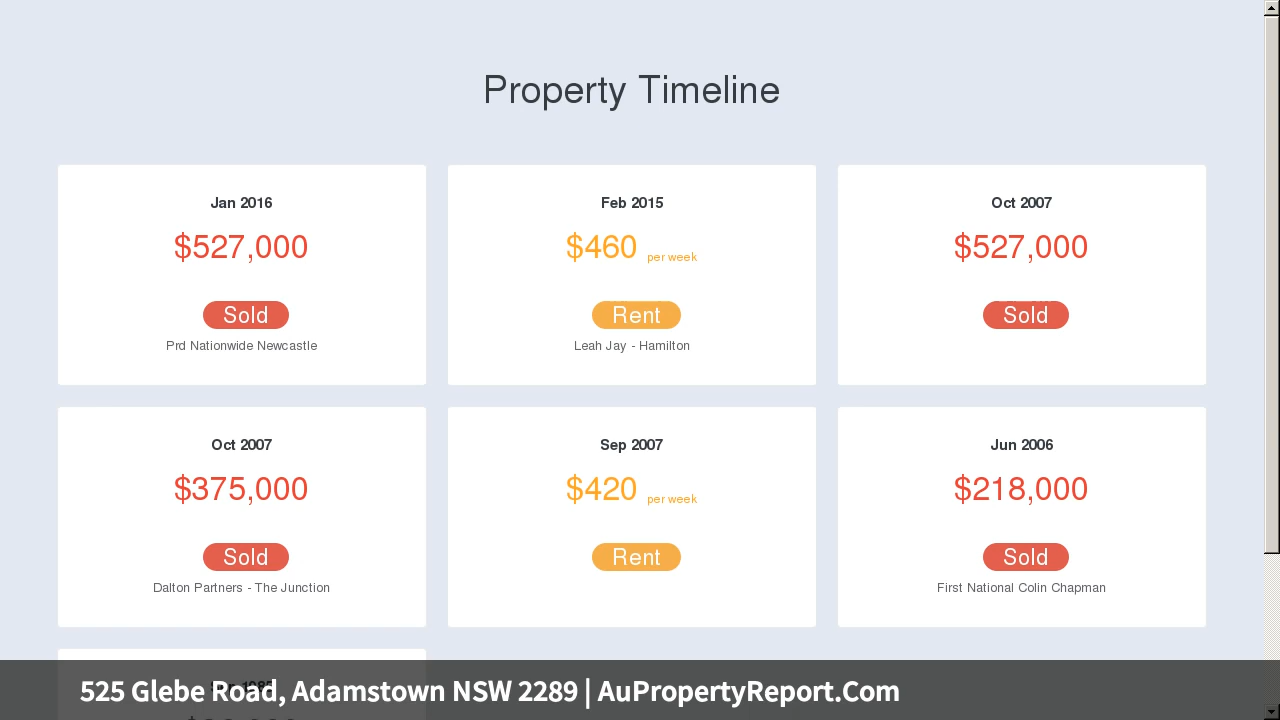 Property Timeline
Jan 2016
$527,000
Sold
Prd Nationwide Newcastle
Feb 2015
$460 per week
Rent
Leah Jay - Hamilton
Oct 2007
$527,000
Sold
Oct 2007
$375,000
Sold
Dalton Partners - The Junction
Sep 2007
$420 per week
Rent
Jun 2006
$218,000
Sold
First National Colin Chapman
525 Glebe Road, Adamstown NSW 2289 | AuPropertyReport.Com